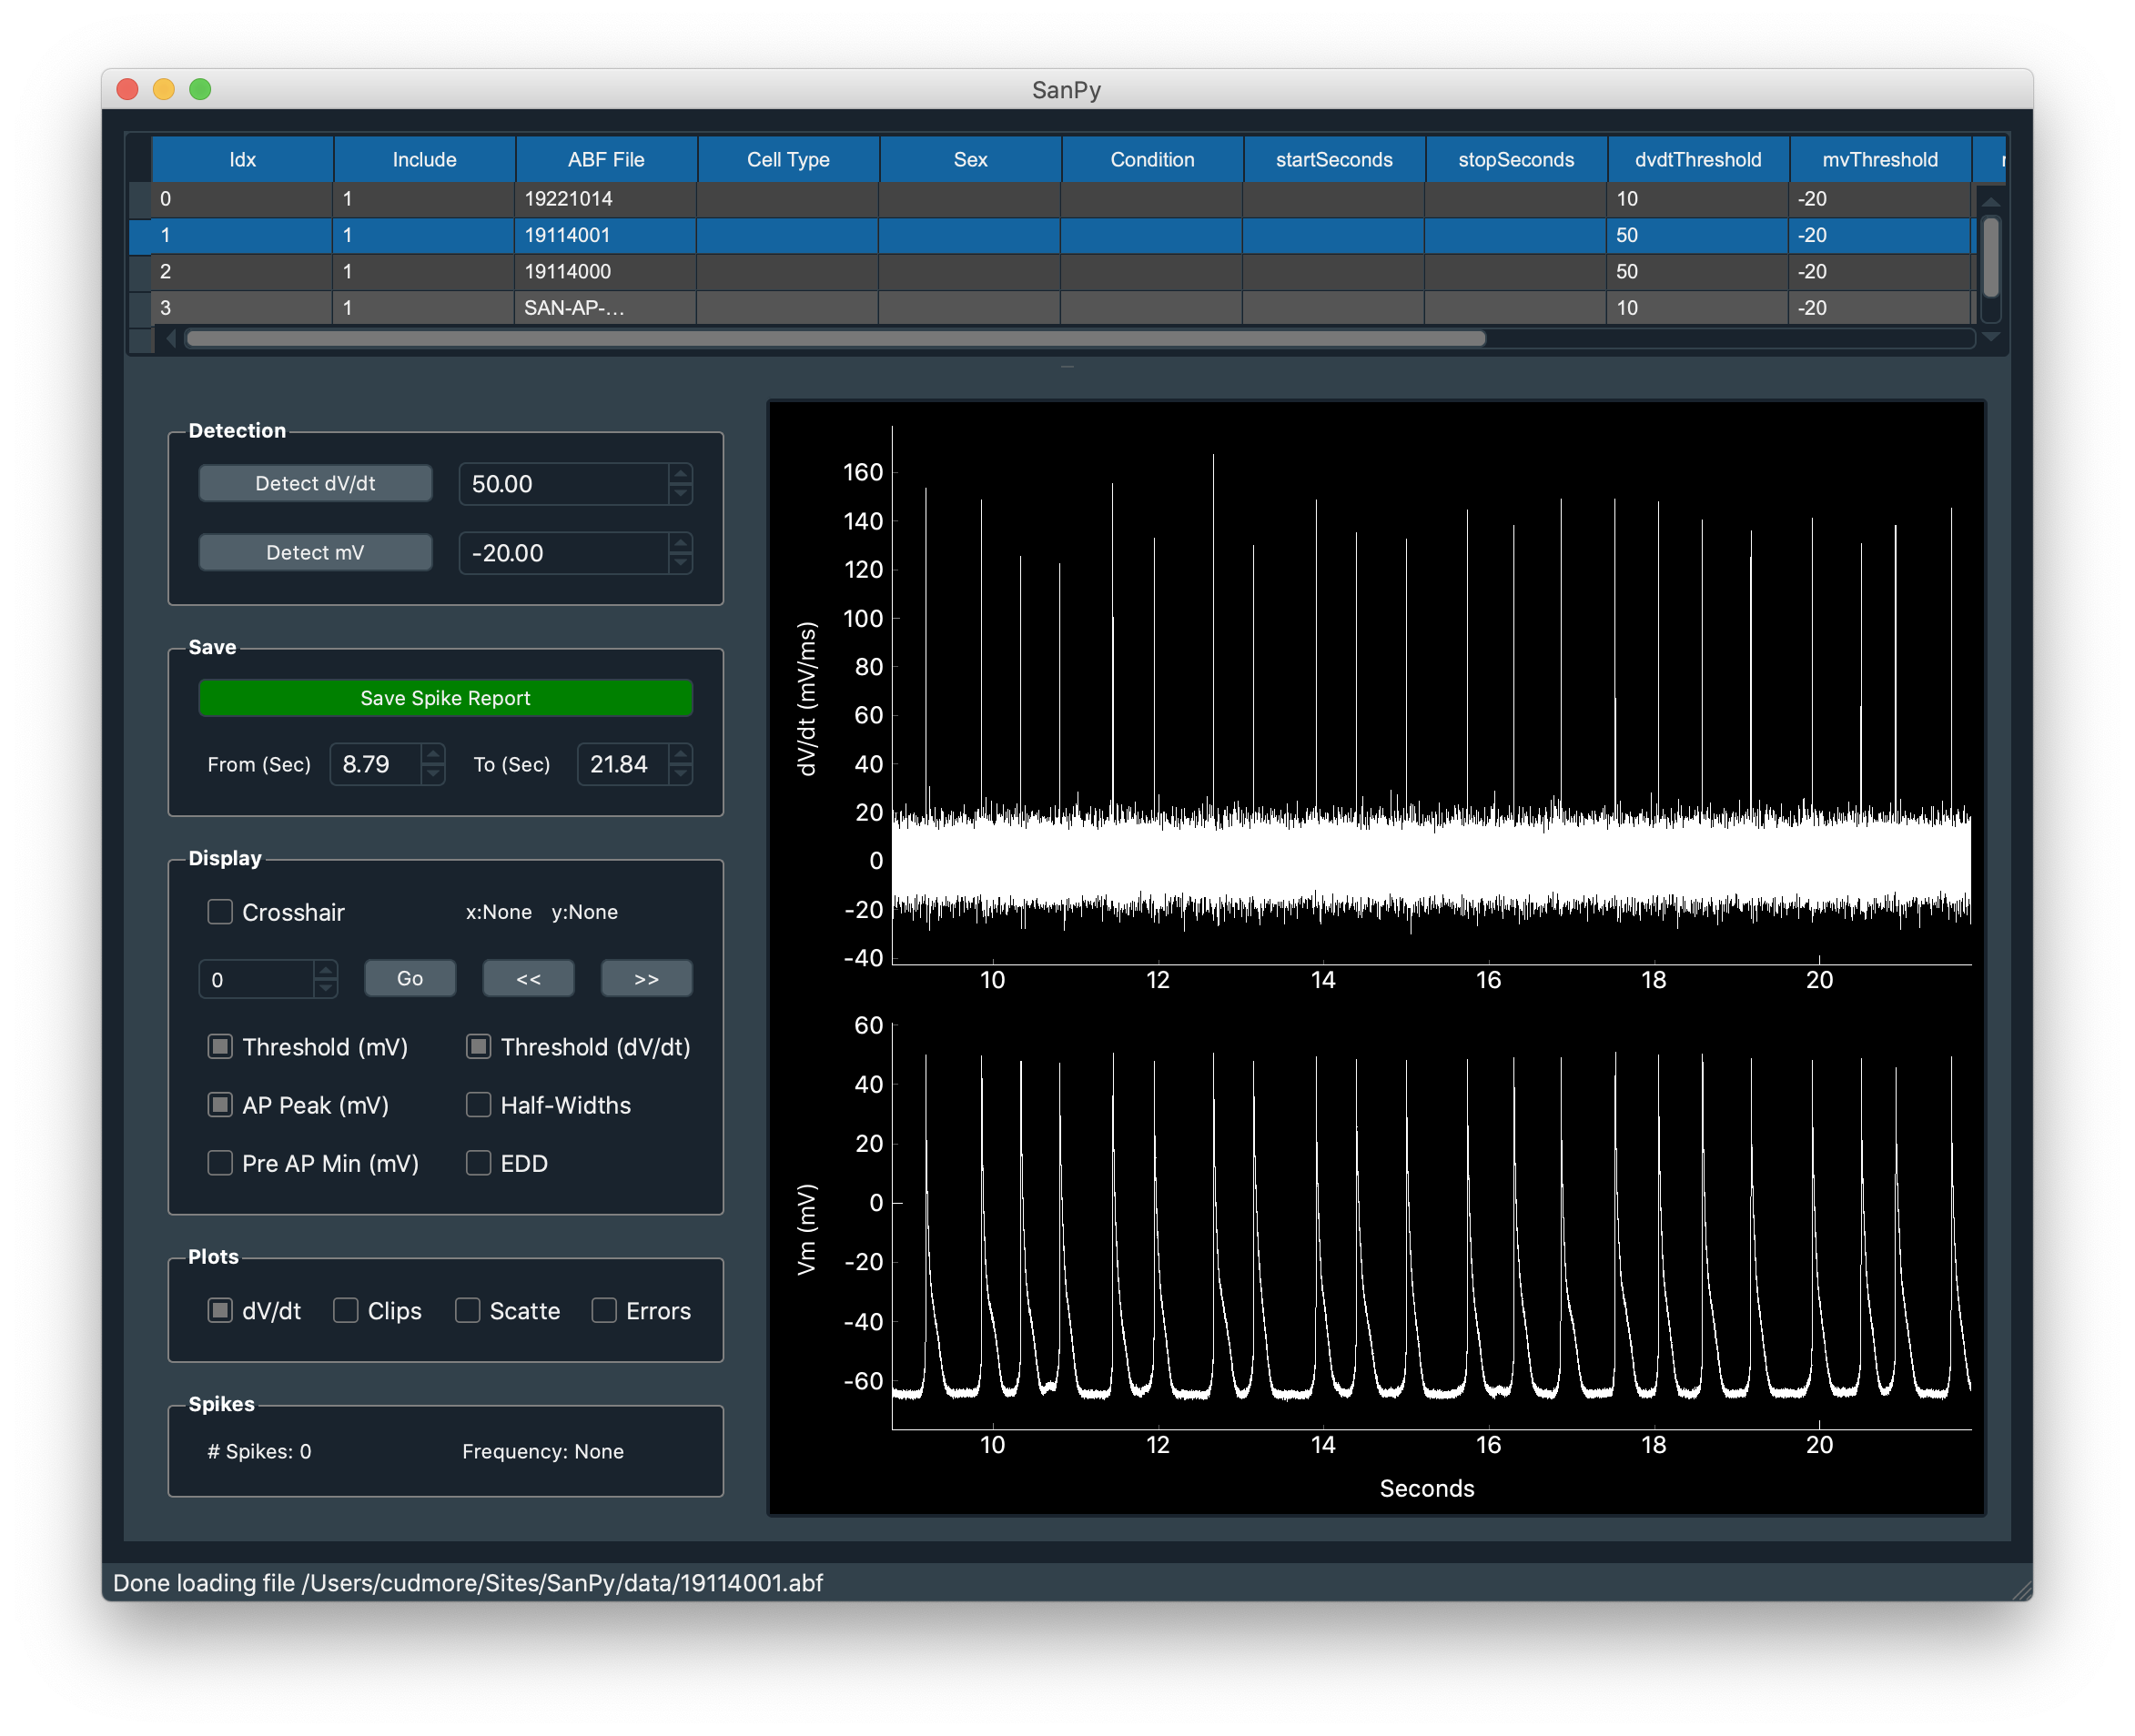 SanPy
Idx Include ABF File Cell Type Sex Condition startSeconds stopSeconds dvdtThreshold mvThreshold
0 1 19221014 10 -20
1 1 19114001 50 -20
2 1 19114000 50 -20
3 1 SAN-AP-... 10 -20
Detection
Detect dV/dt 50.00
Detect mV -20.00
Save
Save Spike Report
From (Sec) 8.79 To (Sec) 21.84
Display
Crosshair x:None y:None
0 Go << >>
Threshold (mV) Threshold (dV/dt)
AP Peak (mV) Half-Widths
Pre AP Min (mV) EDD
Plots
dV/dt Clips Scatte Errors
Spikes
# Spikes: 0 Frequency: None
dV/dt (mV/ms)
160
140
120
100
80
60
40
20
0
-20
-40
10 12 14 16 18 20
Vm (mV)
60
40
20
0
-20
-40
-60
10 12 14 16 18 20
Seconds
Done loading file /Users/cudmore/Sites/SanPy/data/19114001.abf